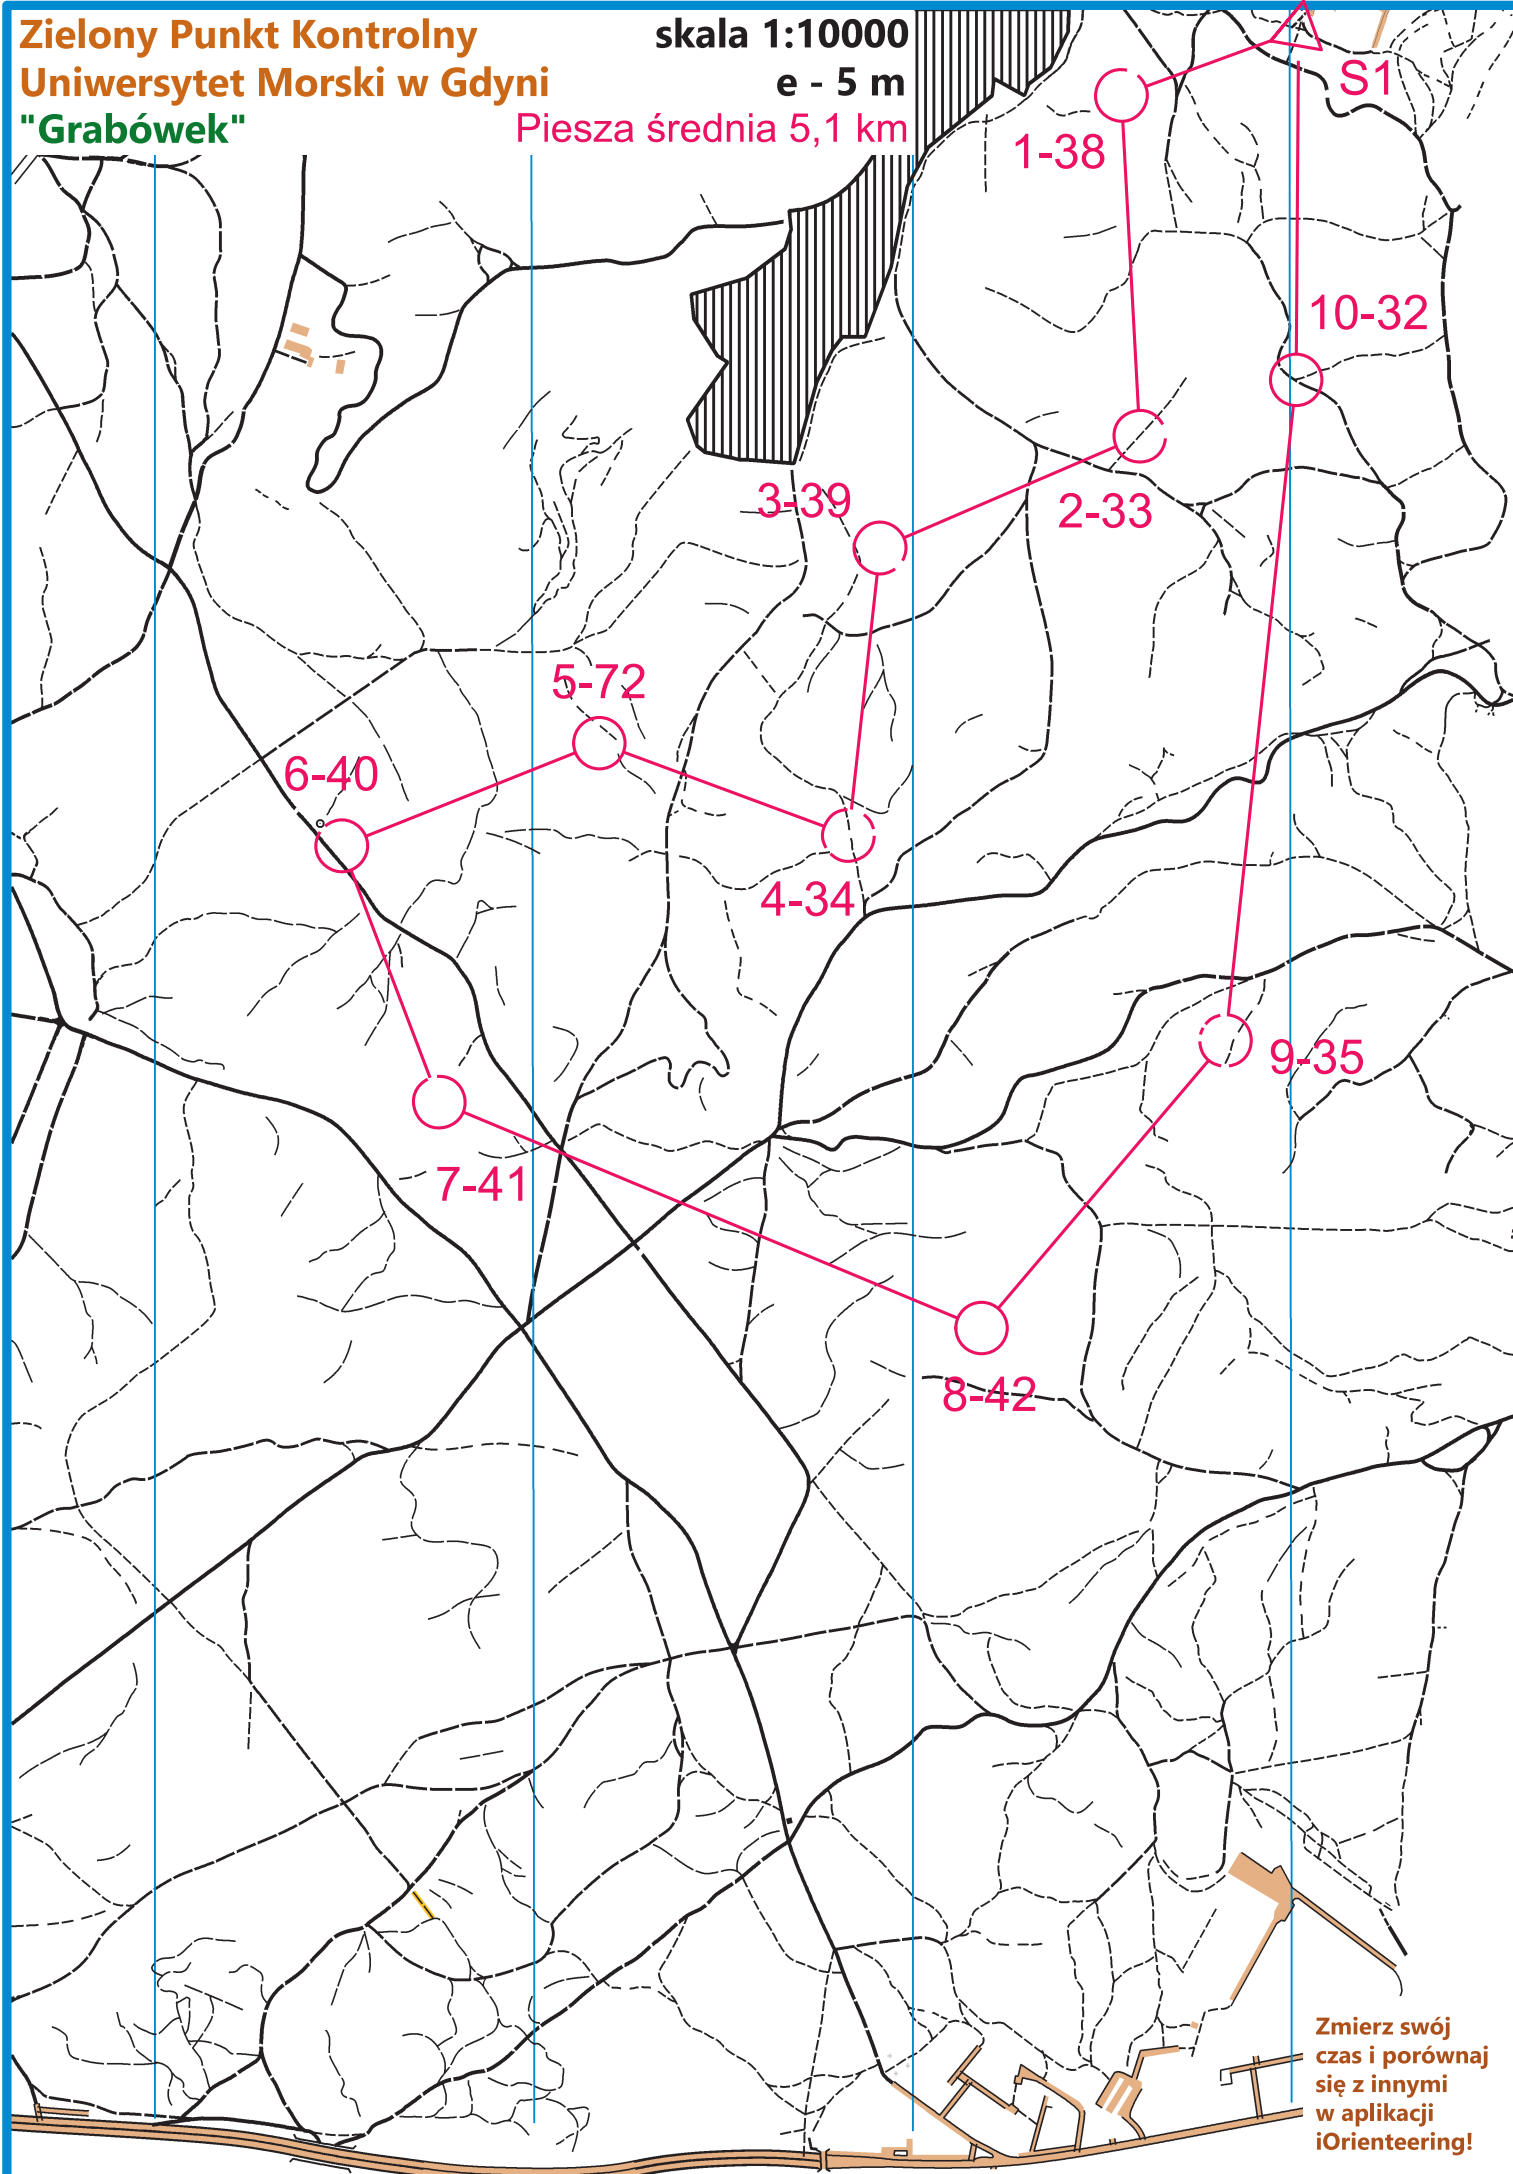 Zielony Punkt Kontrolny
Uniwersytet Morski w Gdyni
"Grabówek"
skala 1:10000
e - 5 m
Piesza średnia 5,1 km
S1
1-38
10-32
3-39
2-33
5-72
6-40
4-34
9-35
7-41
8-42
Zmierz swój
czas i porównaj
się z innymi
w aplikacji
iOrienteering!